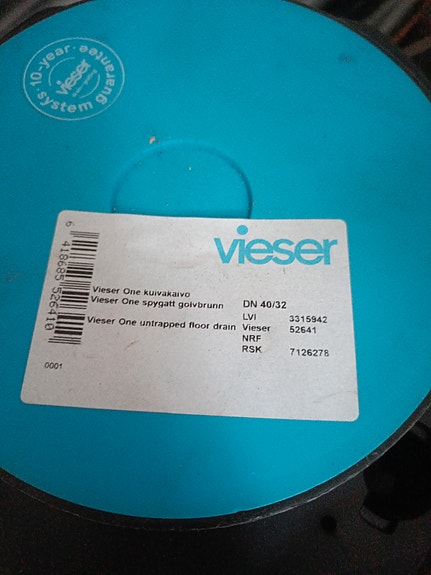 10-year
vieser
system guarantee
vieser
Vieser One kuivakaivo
Vieser One spygatt golvbrunn
Vieser One untrapped floor drain
DN 40/32
LVI 3315942
Vieser 52641
NRF
RSK 7126278
6 418685 526410
0001